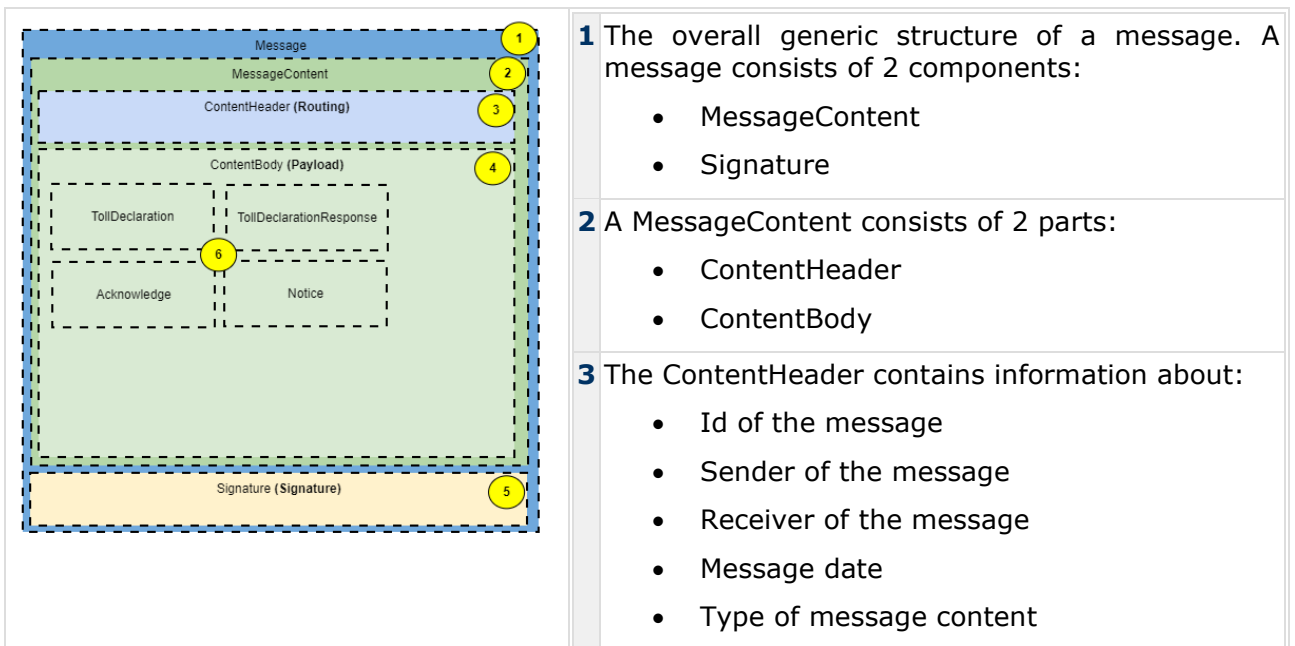 Message
1
MessageContent
2
ContentHeader (Routing)
3
ContentBody (Payload)
4
TollDeclaration
TollDeclarationResponse
6
Acknowledge
Notice
Signature (Signature)
5
1 The overall generic structure of a message. A
message consists of 2 components:
• MessageContent
• Signature
2 A MessageContent consists of 2 parts:
• ContentHeader
• ContentBody
3 The ContentHeader contains information about:
• Id of the message
• Sender of the message
• Receiver of the message
• Message date
• Type of message content